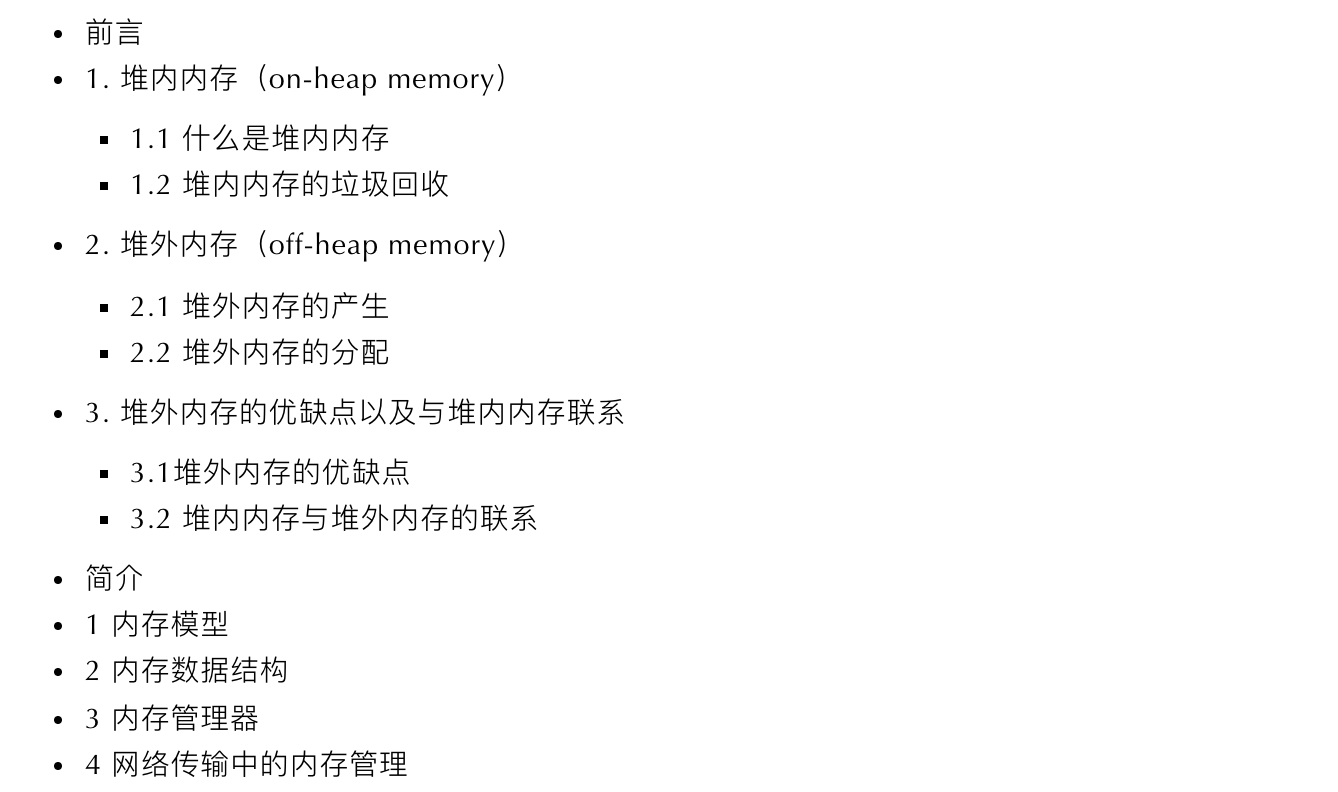 前言
1. 堆内内存（on-heap memory）
1.1 什么是堆内内存
1.2 堆内内存的垃圾回收
2. 堆外内存（off-heap memory）
2.1 堆外内存的产生
2.2 堆外内存的分配
3. 堆外内存的优缺点以及与堆内内存联系
3.1堆外内存的优缺点
3.2 堆内内存与堆外内存的联系
简介
1 内存模型
2 内存数据结构
3 内存管理器
4 网络传输中的内存管理